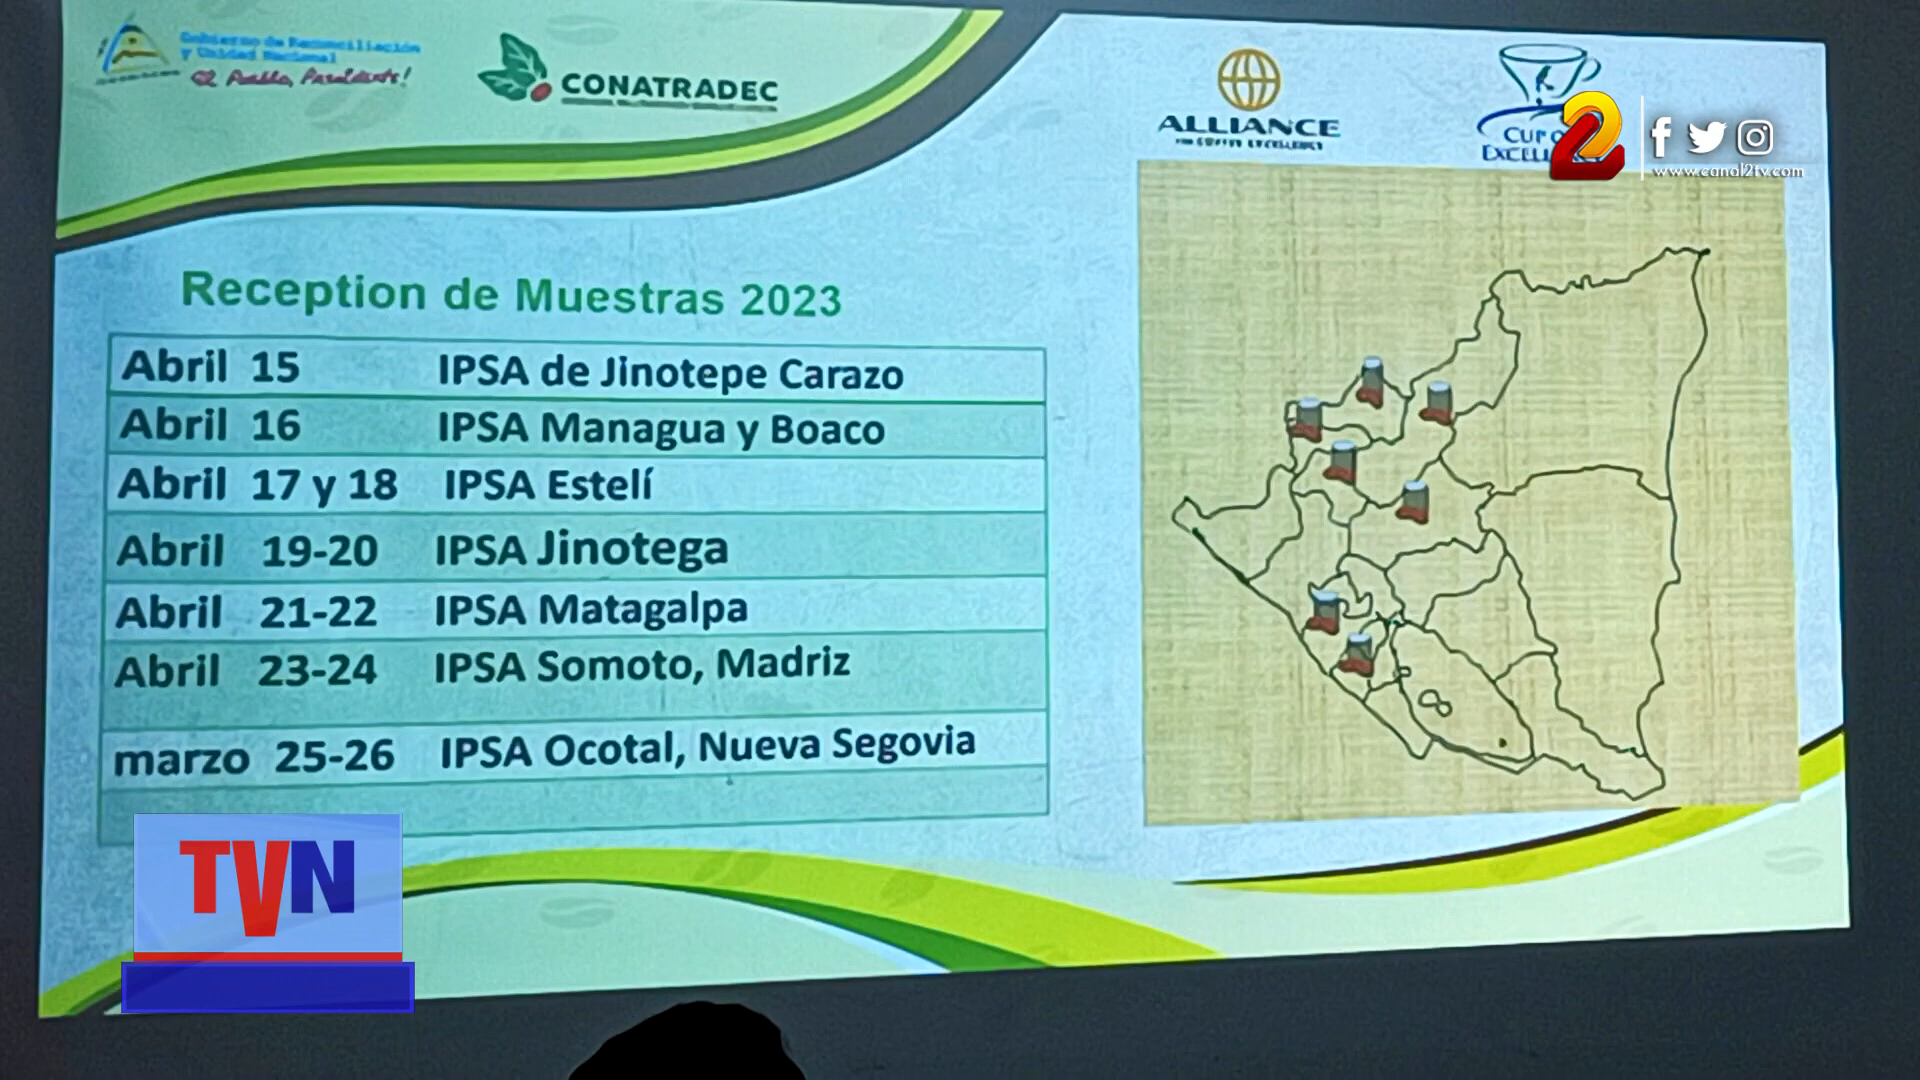 Gobierno de Reconciliación
y Unidad Nacional
El Pueblo, Presidente!
CONATRADEC
ALLIANCE
FOR COFFEE EXCELLENCE
CUP O
EXCELL
2
www.canal2tv.com
Reception de Muestras 2023
Abril 15 IPSA de Jinotepe Carazo
Abril 16 IPSA Managua y Boaco
Abril 17 y 18 IPSA Estelí
Abril 19-20 IPSA Jinotega
Abril 21-22 IPSA Matagalpa
Abril 23-24 IPSA Somoto, Madriz
marzo 25-26 IPSA Ocotal, Nueva Segovia
TVN